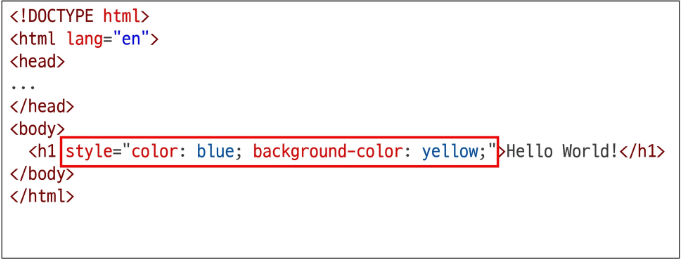 <!DOCTYPE html>
<html lang="en">
<head>
...
</head>
<body>
<h1 style="color: blue; background-color: yellow;">Hello World!</h1>
</body>
</html>